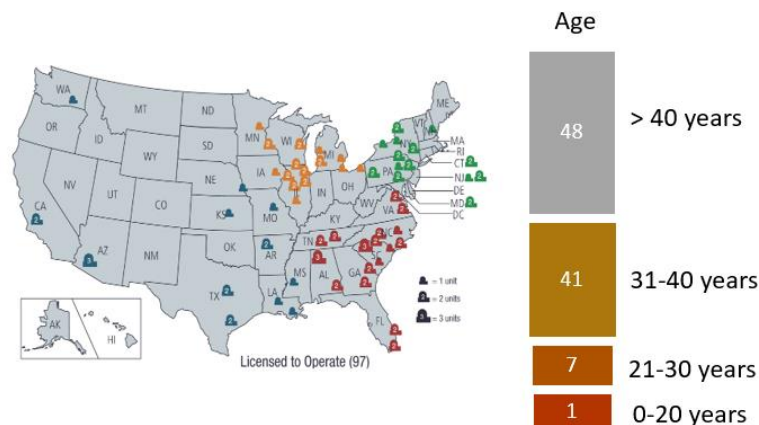 Age
48
> 40 years
41
31-40 years
7
21-30 years
1
0-20 years
WA
OR
CA
NV
ID
MT
WY
UT
AZ
CO
NM
ND
SD
NE
KS
OK
TX
MN
IA
MO
AR
LA
WI
IN
MI
OH
KY
TN
MS
AL
GA
FL
SC
NC
VA
WV
PA
NY
VT
ME
MA
RI
CT
NJ
DE
MD
DC
AK
HI
= 1 unit
2 = 2 units
3 = 3 units
Licensed to Operate (97)